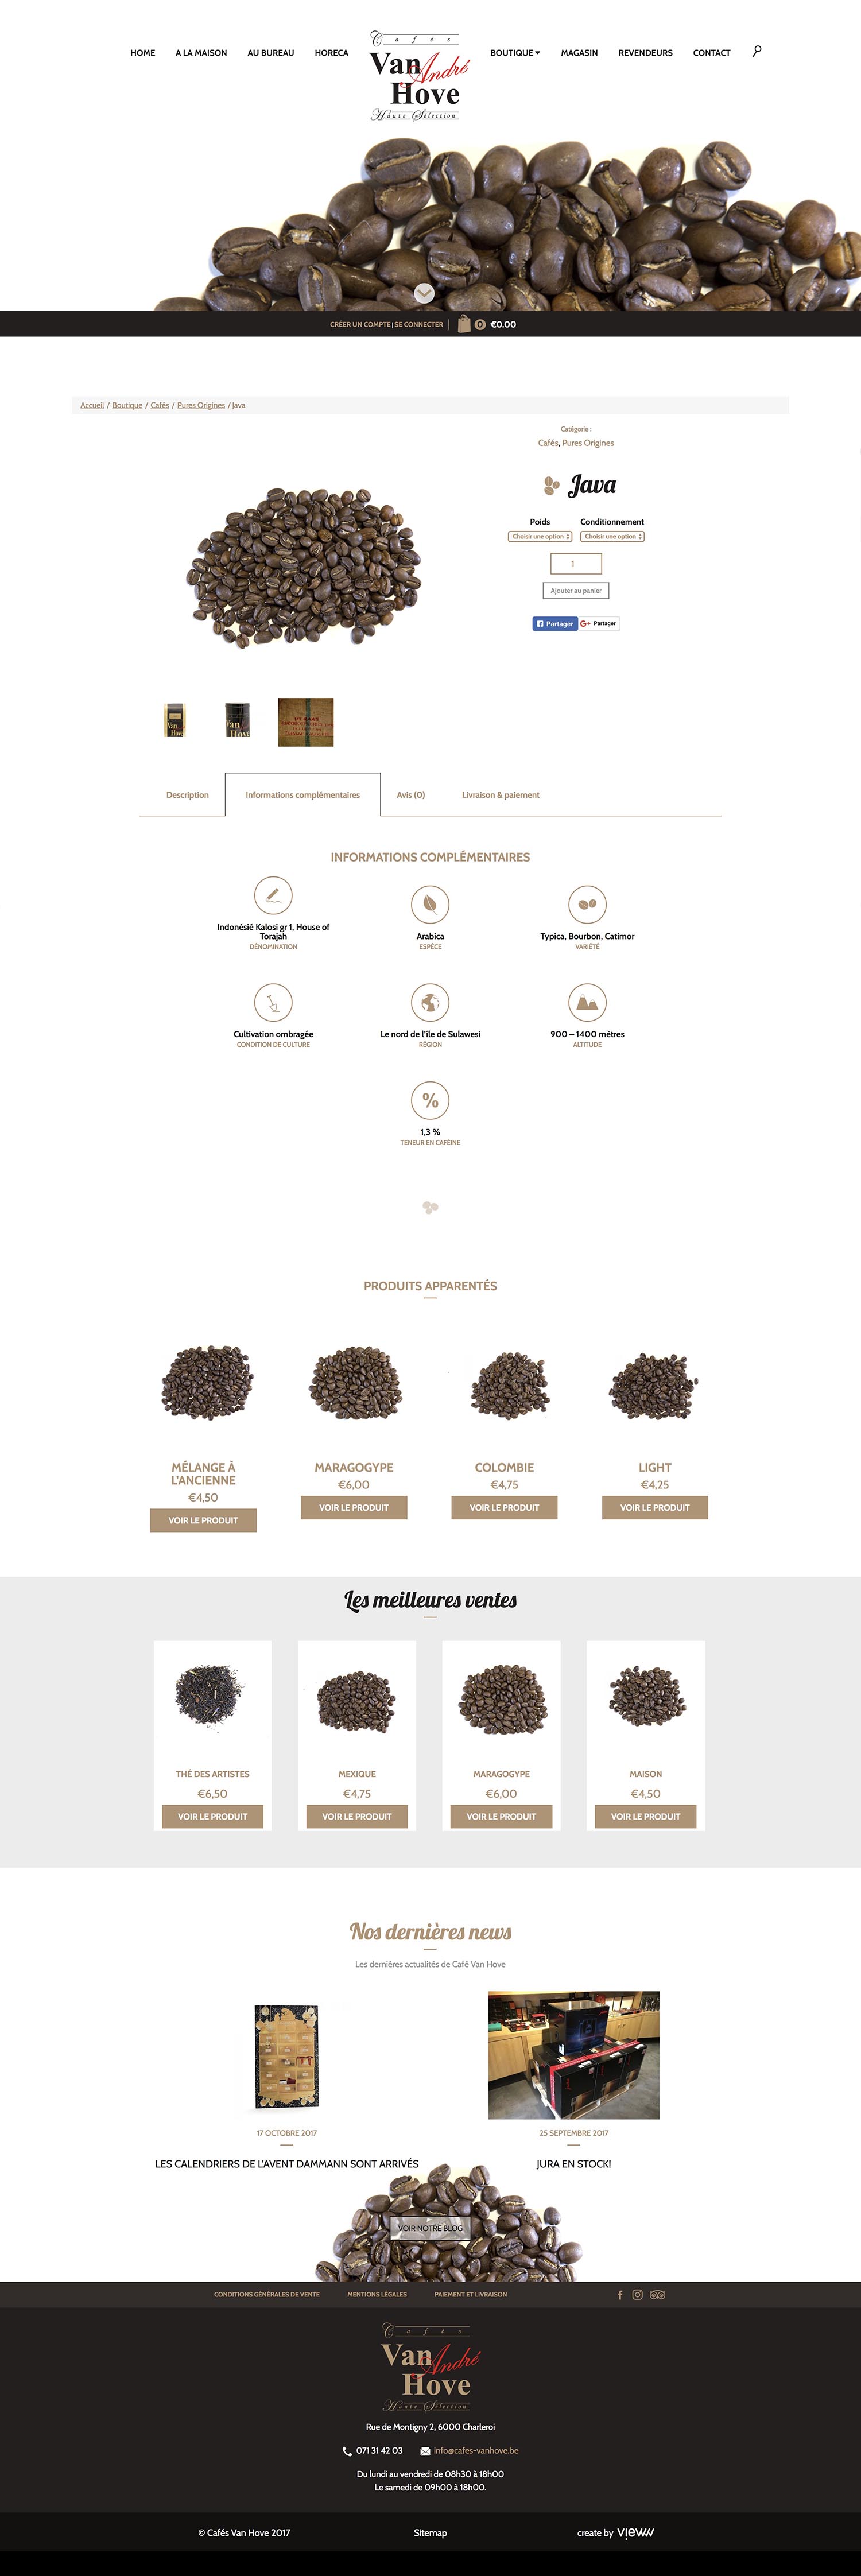 HOME A LA MAISON AU BUREAU HORECA
Cafés
Van André
Hove
Haute Sélection
BOUTIQUE MAGASIN REVENDEURS CONTACT
CRÉER UN COMPTE | SE CONNECTER 0 €0.00
Accueil / Boutique / Cafés / Pures Origines / Java
Catégorie :
Cafés, Pures Origines
Java
Poids Conditionnement
Choisir une option Choisir une option
1
Ajouter au panier
Partager G+ Partager
Van
Hove
Van
Hove
Description Informations complémentaires Avis (0) Livraison & paiement
INFORMATIONS COMPLÉMENTAIRES
Indonésié Kalosi gr 1, House of
Torajah
DÉNOMINATION
Arabica
ESPÈCE
Typica, Bourbon, Catimor
VARIÉTÉ
Cultivation ombragée
CONDITION DE CULTURE
Le nord de l'île de Sulawesi
RÉGION
900 – 1400 mètres
ALTITUDE
%
1,3 %
TENEUR EN CAFÉINE
PRODUITS APPARENTÉS
MÉLANGE À
L'ANCIENNE
€4,50
VOIR LE PRODUIT
MARAGOGYPE
€6,00
VOIR LE PRODUIT
COLOMBIE
€4,75
VOIR LE PRODUIT
LIGHT
€4,25
VOIR LE PRODUIT
Les meilleures ventes
THÉ DES ARTISTES
€6,50
VOIR LE PRODUIT
MEXIQUE
€4,75
VOIR LE PRODUIT
MARAGOGYPE
€6,00
VOIR LE PRODUIT
MAISON
€4,50
VOIR LE PRODUIT
Nos dernières news
Les dernières actualités de Café Van Hove
17 OCTOBRE 2017
LES CALENDRIERS DE L'AVENT DAMMANN SONT ARRIVÉS
25 SEPTEMBRE 2017
JURA EN STOCK!
VOIR NOTRE BLOG
CONDITIONS GÉNÉRALES DE VENTE MENTIONS LÉGALES PAIEMENT ET LIVRAISON
Cafés
Van André
Hove
Haute Sélection
Rue de Montigny 2, 6000 Charleroi
071 31 42 03 info@cafes-vanhove.be
Du lundi au vendredi de 08h30 à 18h00
Le samedi de 09h00 à 18h00.
© Cafés Van Hove 2017 Sitemap create by vieww